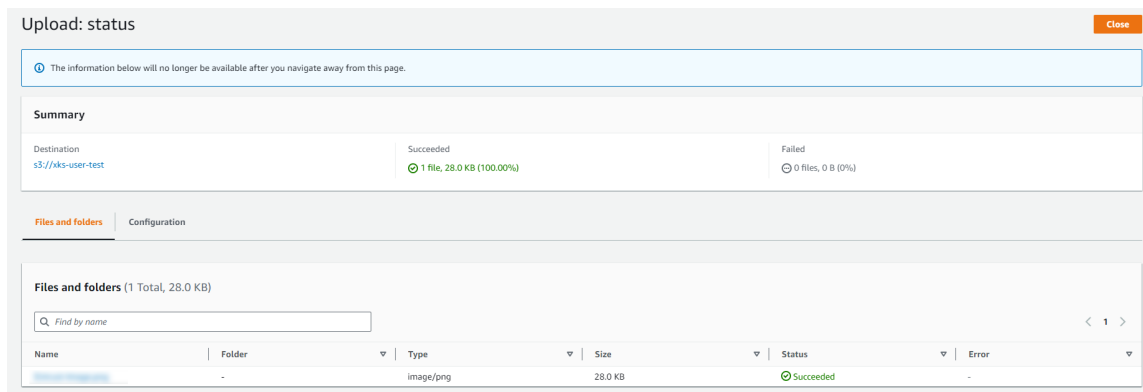 Upload: status
Close
The information below will no longer be available after you navigate away from this page.
Summary
Destination
Succeeded
Failed
s3://xks-user-test
1 file, 28.0 KB (100.00%)
0 files, 0 B (0%)
Files and folders
Configuration
Files and folders (1 Total, 28.0 KB)
Find by name
1
Name Folder Type Size Status Error
- image/png 28.0 KB Succeeded -